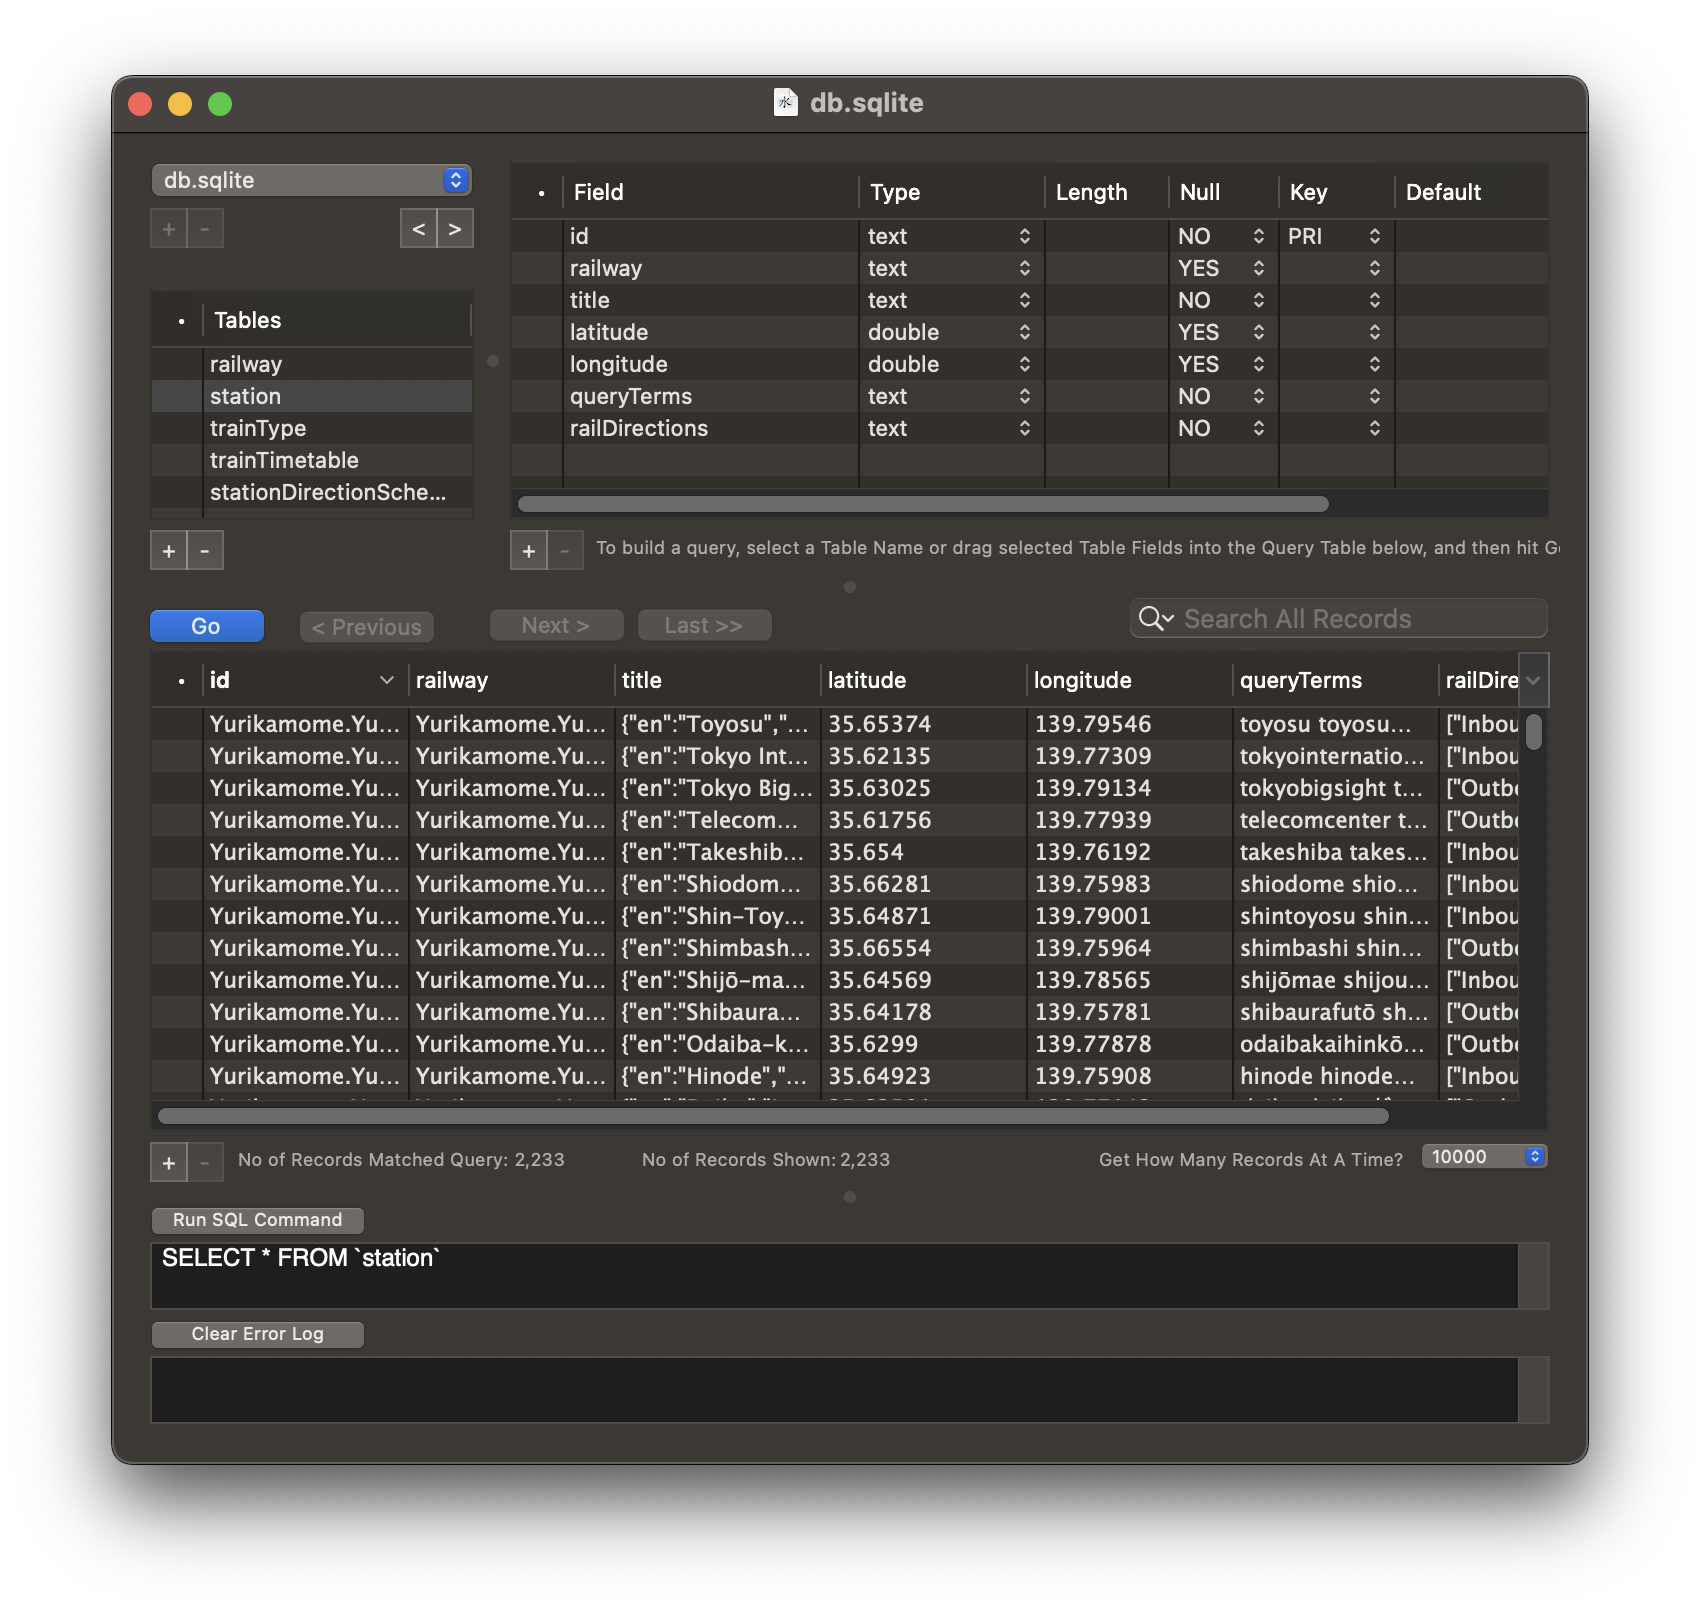 db.sqlite
db.sqlite
+ -
< >
• Tables
railway
station
trainType
trainTimetable
stationDirectionSche...
+ -
• Field Type Length Null Key Default
id text NO PRI
railway text YES
title text NO
latitude double YES
longitude double YES
queryTerms text NO
railDirections text NO
+ - To build a query, select a Table Name or drag selected Table Fields into the Query Table below, and then hit G
Go < Previous Next > Last >> Search All Records
• id railway title latitude longitude queryTerms railDire
Yurikamome.Yu... Yurikamome.Yu... {"en":"Toyosu","... 35.65374 139.79546 toyosu toyosu... ["Inbou
Yurikamome.Yu... Yurikamome.Yu... {"en":"Tokyo Int... 35.62135 139.77309 tokyointernatio... ["Inbou
Yurikamome.Yu... Yurikamome.Yu... {"en":"Tokyo Big... 35.63025 139.79134 tokyobigsight t... ["Outb
Yurikamome.Yu... Yurikamome.Yu... {"en":"Telecom... 35.61756 139.77939 telecomcenter t... ["Outb
Yurikamome.Yu... Yurikamome.Yu... {"en":"Takeshib... 35.654 139.76192 takeshiba takes... ["Inbou
Yurikamome.Yu... Yurikamome.Yu... {"en":"Shiodom... 35.66281 139.75983 shiodome shio... ["Inbou
Yurikamome.Yu... Yurikamome.Yu... {"en":"Shin-Toy... 35.64871 139.79001 shintoyosu shin... ["Inbou
Yurikamome.Yu... Yurikamome.Yu... {"en":"Shimbash... 35.66554 139.75964 shimbashi shin... ["Outb
Yurikamome.Yu... Yurikamome.Yu... {"en":"Shijō-ma... 35.64569 139.78565 shijōmae shijou... ["Inbou
Yurikamome.Yu... Yurikamome.Yu... {"en":"Shibaura... 35.64178 139.75781 shibaurafutō sh... ["Outb
Yurikamome.Yu... Yurikamome.Yu... {"en":"Odaiba-k... 35.6299 139.77878 odaibakaihinkō... ["Outb
Yurikamome.Yu... Yurikamome.Yu... {"en":"Hinode","... 35.64923 139.75908 hinode hinode... ["Inbou
+ - No of Records Matched Query: 2,233 No of Records Shown: 2,233 Get How Many Records At A Time? 10000
Run SQL Command
SELECT * FROM `station`
Clear Error Log